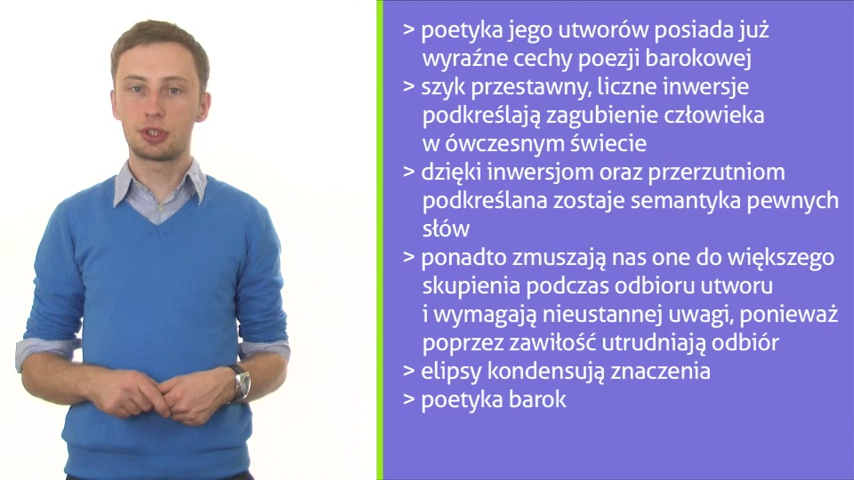 > poetyka jego utworów posiada już
wyraźne cechy poezji barokowej
> szyk przestawny, liczne inwersje
podkreślają zagubienie człowieka
w ówczesnym świecie
> dzięki inwersjom oraz przerzutniom
podkreślana zostaje semantyka pewnych
słów
> ponadto zmuszają nas one do większego
skupienia podczas odbioru utworu
i wymagają nieustannej uwagi, ponieważ
poprzez zawiłość utrudniają odbiór
> elipsy kondensują znaczenia
> poetyka barok